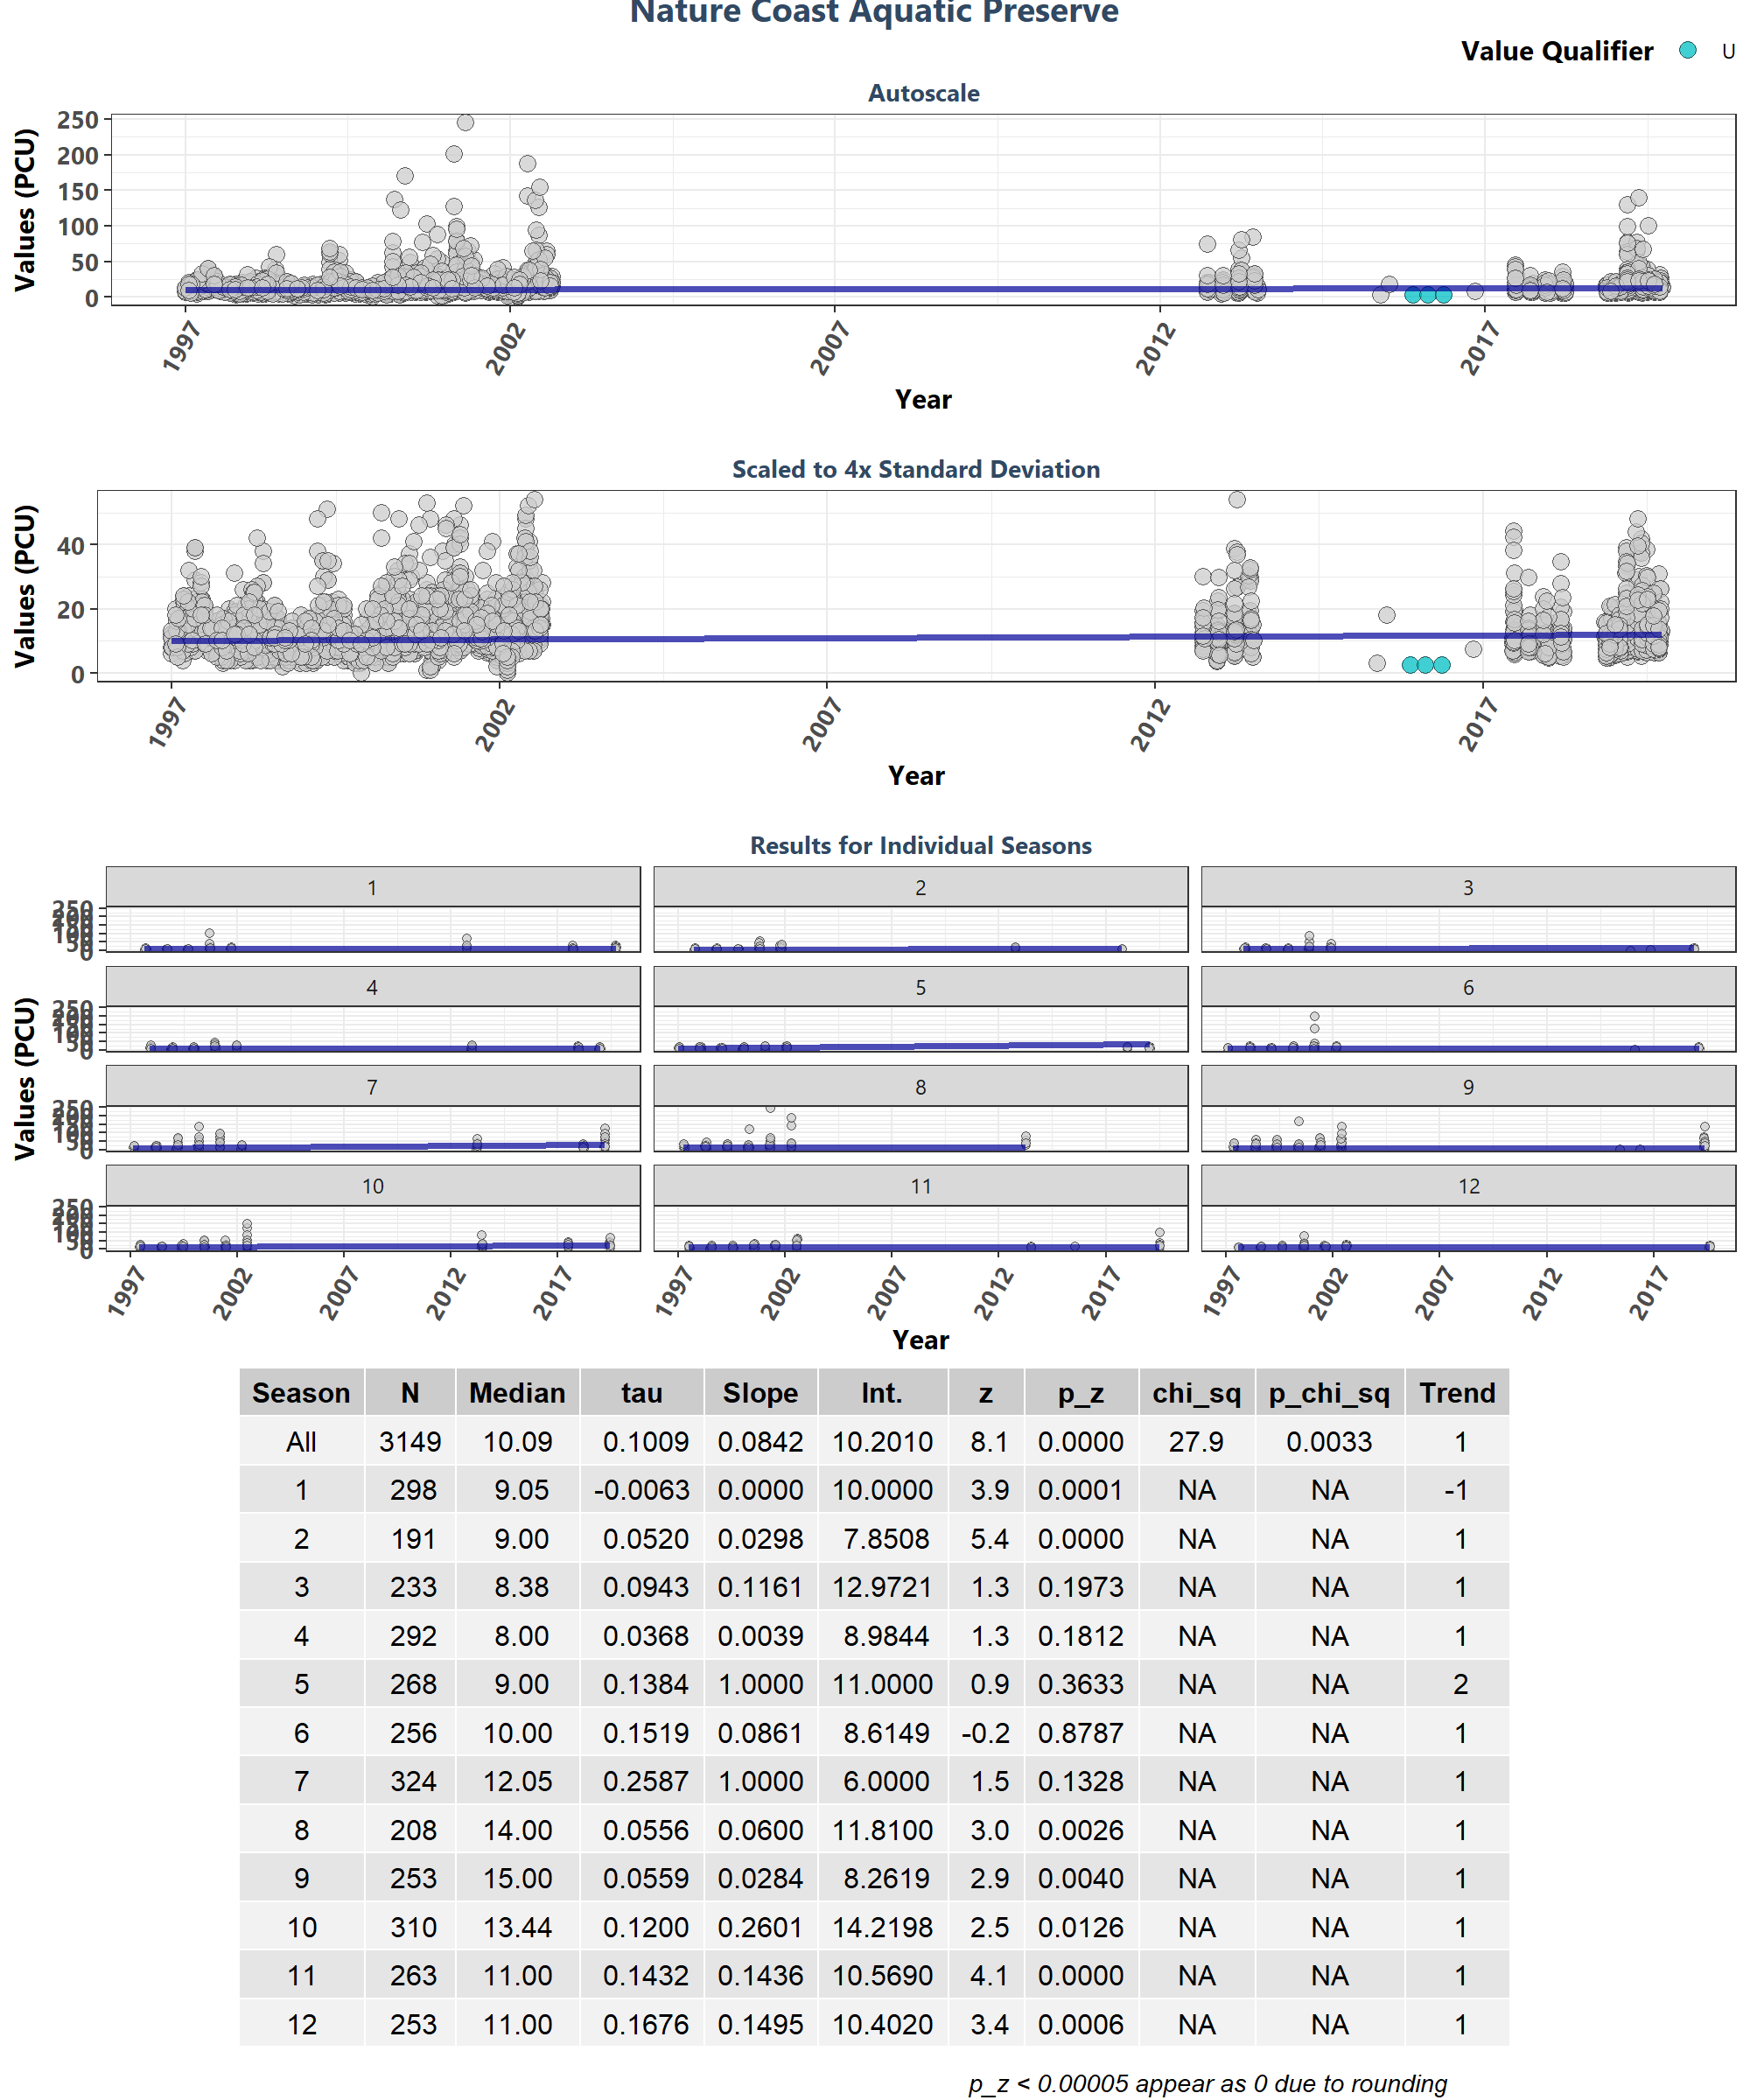 Nature Coast Aquatic Preserve
Value Qualifier U
Autoscale
Values (PCU)
250
200
150
100
50
0
1997 2002 2007 2012 2017
Year
Scaled to 4x Standard Deviation
Values (PCU)
40
20
0
1997 2002 2007 2012 2017
Year
Results for Individual Seasons
Values (PCU)
1 2 3
250
0
4 5 6
250
0
7 8 9
250
0
10 11 12
250
0
1997 2002 2007 2012 2017 1997 2002 2007 2012 2017 1997 2002 2007 2012 2017
Year
Season N Median tau Slope Int. z p_z chi_sq p_chi_sq Trend
All 3149 10.09 0.1009 0.0842 10.2010 8.1 0.0000 27.9 0.0033 1
1 298 9.05 -0.0063 0.0000 10.0000 3.9 0.0001 NA NA -1
2 191 9.00 0.0520 0.0298 7.8508 5.4 0.0000 NA NA 1
3 233 8.38 0.0943 0.1161 12.9721 1.3 0.1973 NA NA 1
4 292 8.00 0.0368 0.0039 8.9844 1.3 0.1812 NA NA 1
5 268 9.00 0.1384 1.0000 11.0000 0.9 0.3633 NA NA 2
6 256 10.00 0.1519 0.0861 8.6149 -0.2 0.8787 NA NA 1
7 324 12.05 0.2587 1.0000 6.0000 1.5 0.1328 NA NA 1
8 208 14.00 0.0556 0.0600 11.8100 3.0 0.0026 NA NA 1
9 253 15.00 0.0559 0.0284 8.2619 2.9 0.0040 NA NA 1
10 310 13.44 0.1200 0.2601 14.2198 2.5 0.0126 NA NA 1
11 263 11.00 0.1432 0.1436 10.5690 4.1 0.0000 NA NA 1
12 253 11.00 0.1676 0.1495 10.4020 3.4 0.0006 NA NA 1
p_z < 0.00005 appear as 0 due to rounding